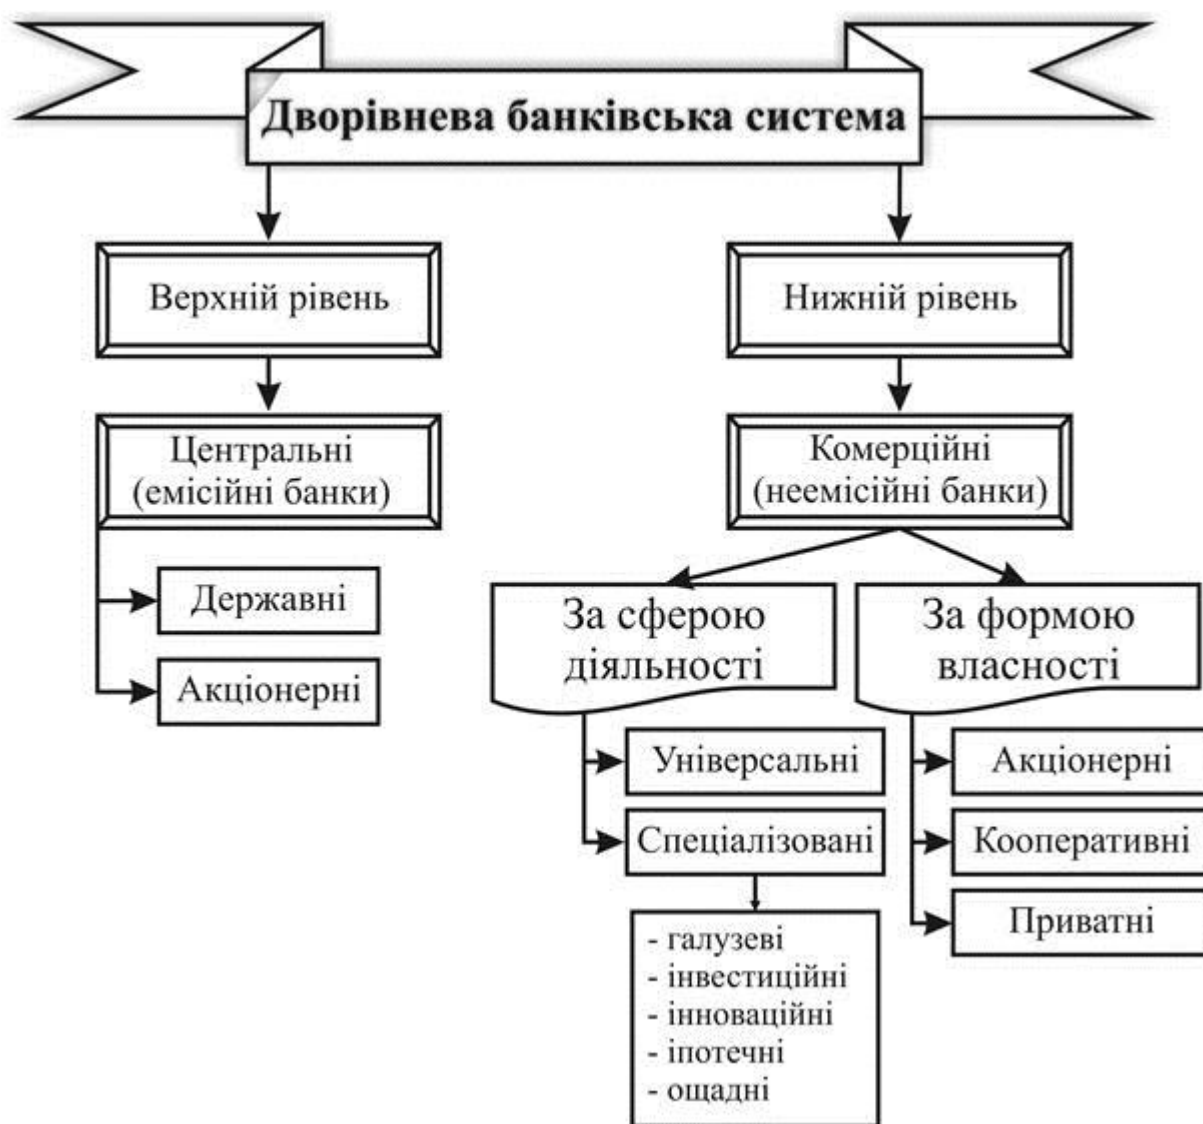 Дворівнева банківська система
Верхній рівень
Нижній рівень
Центральні
(емісійні банки)
Комерційні
(неемісійні банки)
Державні
Акціонерні
За сферою
діяльності
За формою
власності
Універсальні
Спеціалізовані
- галузеві
- інвестиційні
- інноваційні
- іпотечні
- ощадні
Акціонерні
Кооперативні
Приватні